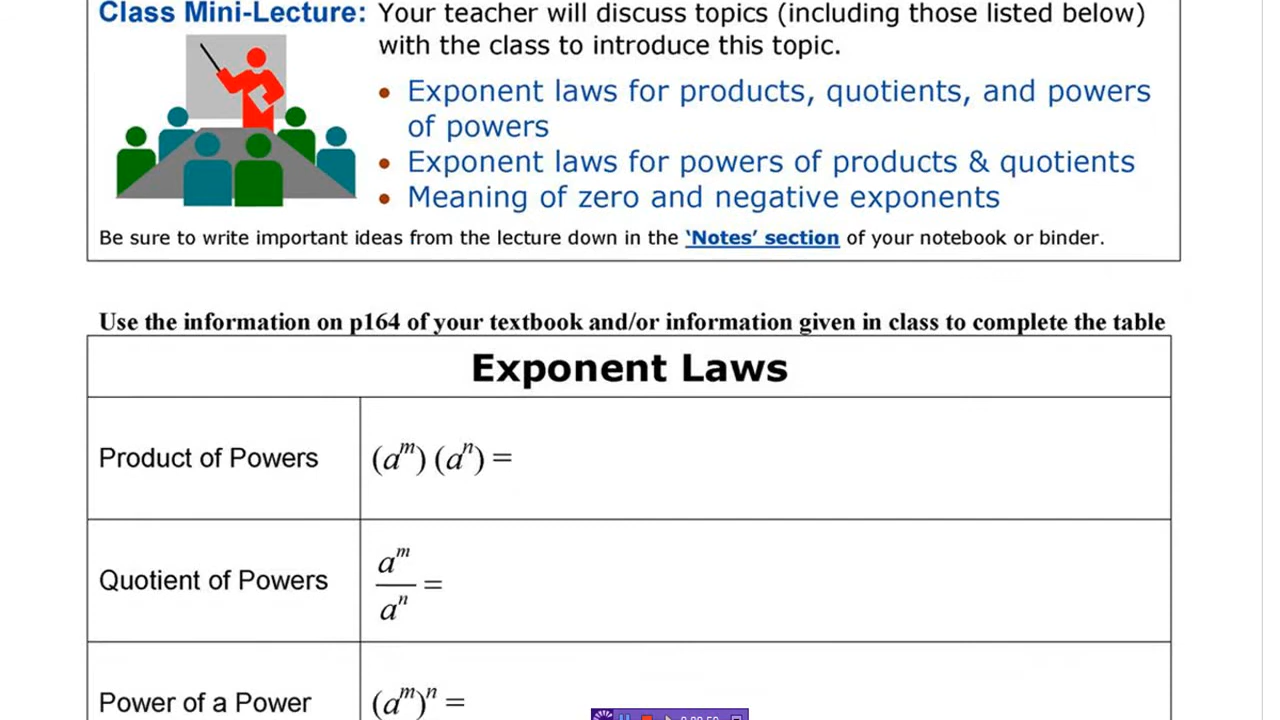 Class Mini-Lecture: Your teacher will discuss topics (including those listed below)
with the class to introduce this topic.
• Exponent laws for products, quotients, and powers
of powers
• Exponent laws for powers of products & quotients
• Meaning of zero and negative exponents
Be sure to write important ideas from the lecture down in the ‘Notes’ section of your notebook or binder.
Use the information on p164 of your textbook and/or information given in class to complete the table
Exponent Laws
Product of Powers (a^m) (a^n) =
Quotient of Powers a^m / a^n =
Power of a Power (a^m)^n =